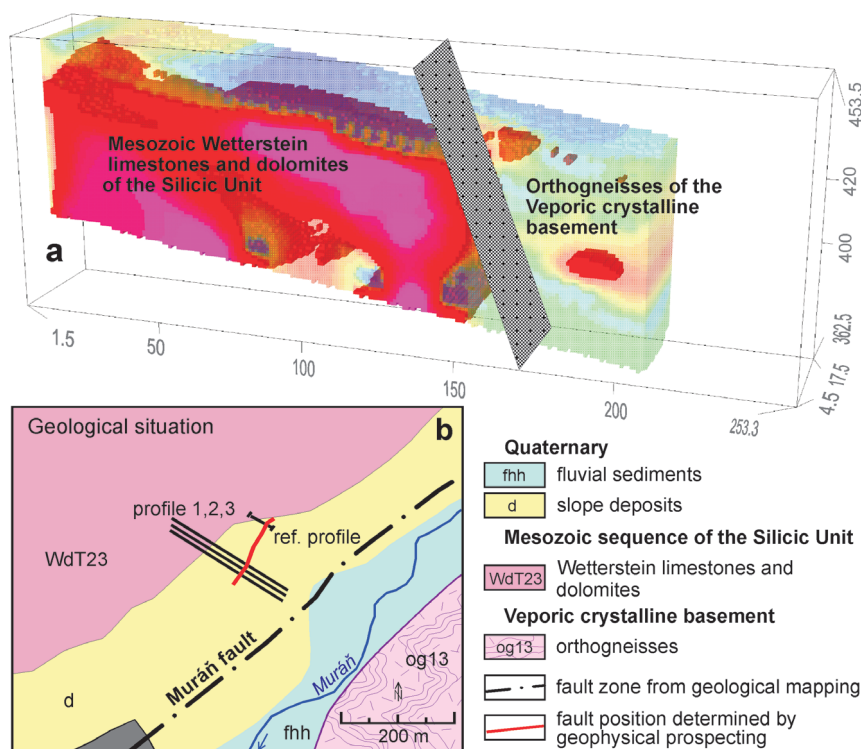 453.5
420
400
362.5
17.5
4.5
Mesozoic Wetterstein
limestones and dolomites
of the Silicic Unit
Orthogneisses of the
Veporic crystalline
basement
a
1.5
50
100
150
200
253.3
Geological situation
b
profile 1,2,3
ref. profile
WdT23
Muráň fault
Muráň
og13
d
fhh
N
200 m
Quaternary
fhh fluvial sediments
d slope deposits
Mesozoic sequence of the Silicic Unit
WdT23 Wetterstein limestones and
dolomites
Veporic crystalline basement
og13 orthogneisses
fault zone from geological mapping
fault position determined by
geophysical prospecting